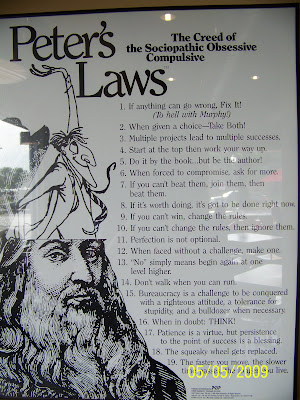 Peter's
Laws
The Creed of
the Sociopathic Obsessive
Compulsive
1. If anything can go wrong, Fix It!
(To hell with Murphy!)
2. When given a choice—Take Both!
3. Multiple projects lead to multiple successes.
4. Start at the top then work your way up.
5. Do it by the book...but be the author!
6. When forced to compromise, ask for more.
7. If you can't beat them, join them, then
beat them.
8. If it's worth doing, it's got to be done right now.
9. If you can't win, change the rules.
10. If you can't change the rules, then ignore them.
11. Perfection is not optional.
12. When faced without a challenge, make one.
13. "No" simply means begin again at one
level higher.
14. Don't walk when you can run.
15. Bureaucracy is a challenge to be conquered
with a righteous attitude, a tolerance for
stupidity, and a bulldozer when necessary.
16. When in doubt: THINK!
17. Patience is a virtue, but persistence
to the point of success is a blessing.
18. The squeaky wheel gets replaced.
19. The faster you move, the slower
you live.
05/05/2009